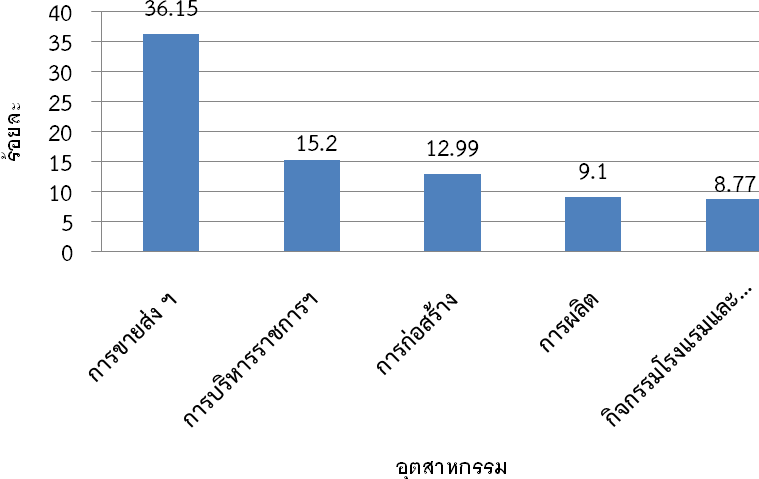 ร้อยละ
40
35
30
25
20
15
10
5
0
36.15
15.2
12.99
9.1
8.77
การขายส่ง ฯ
การบริหารราชการฯ
การก่อสร้าง
การผลิต
กิจกรรมโรงแรมและ...
อุตสาหกรรม